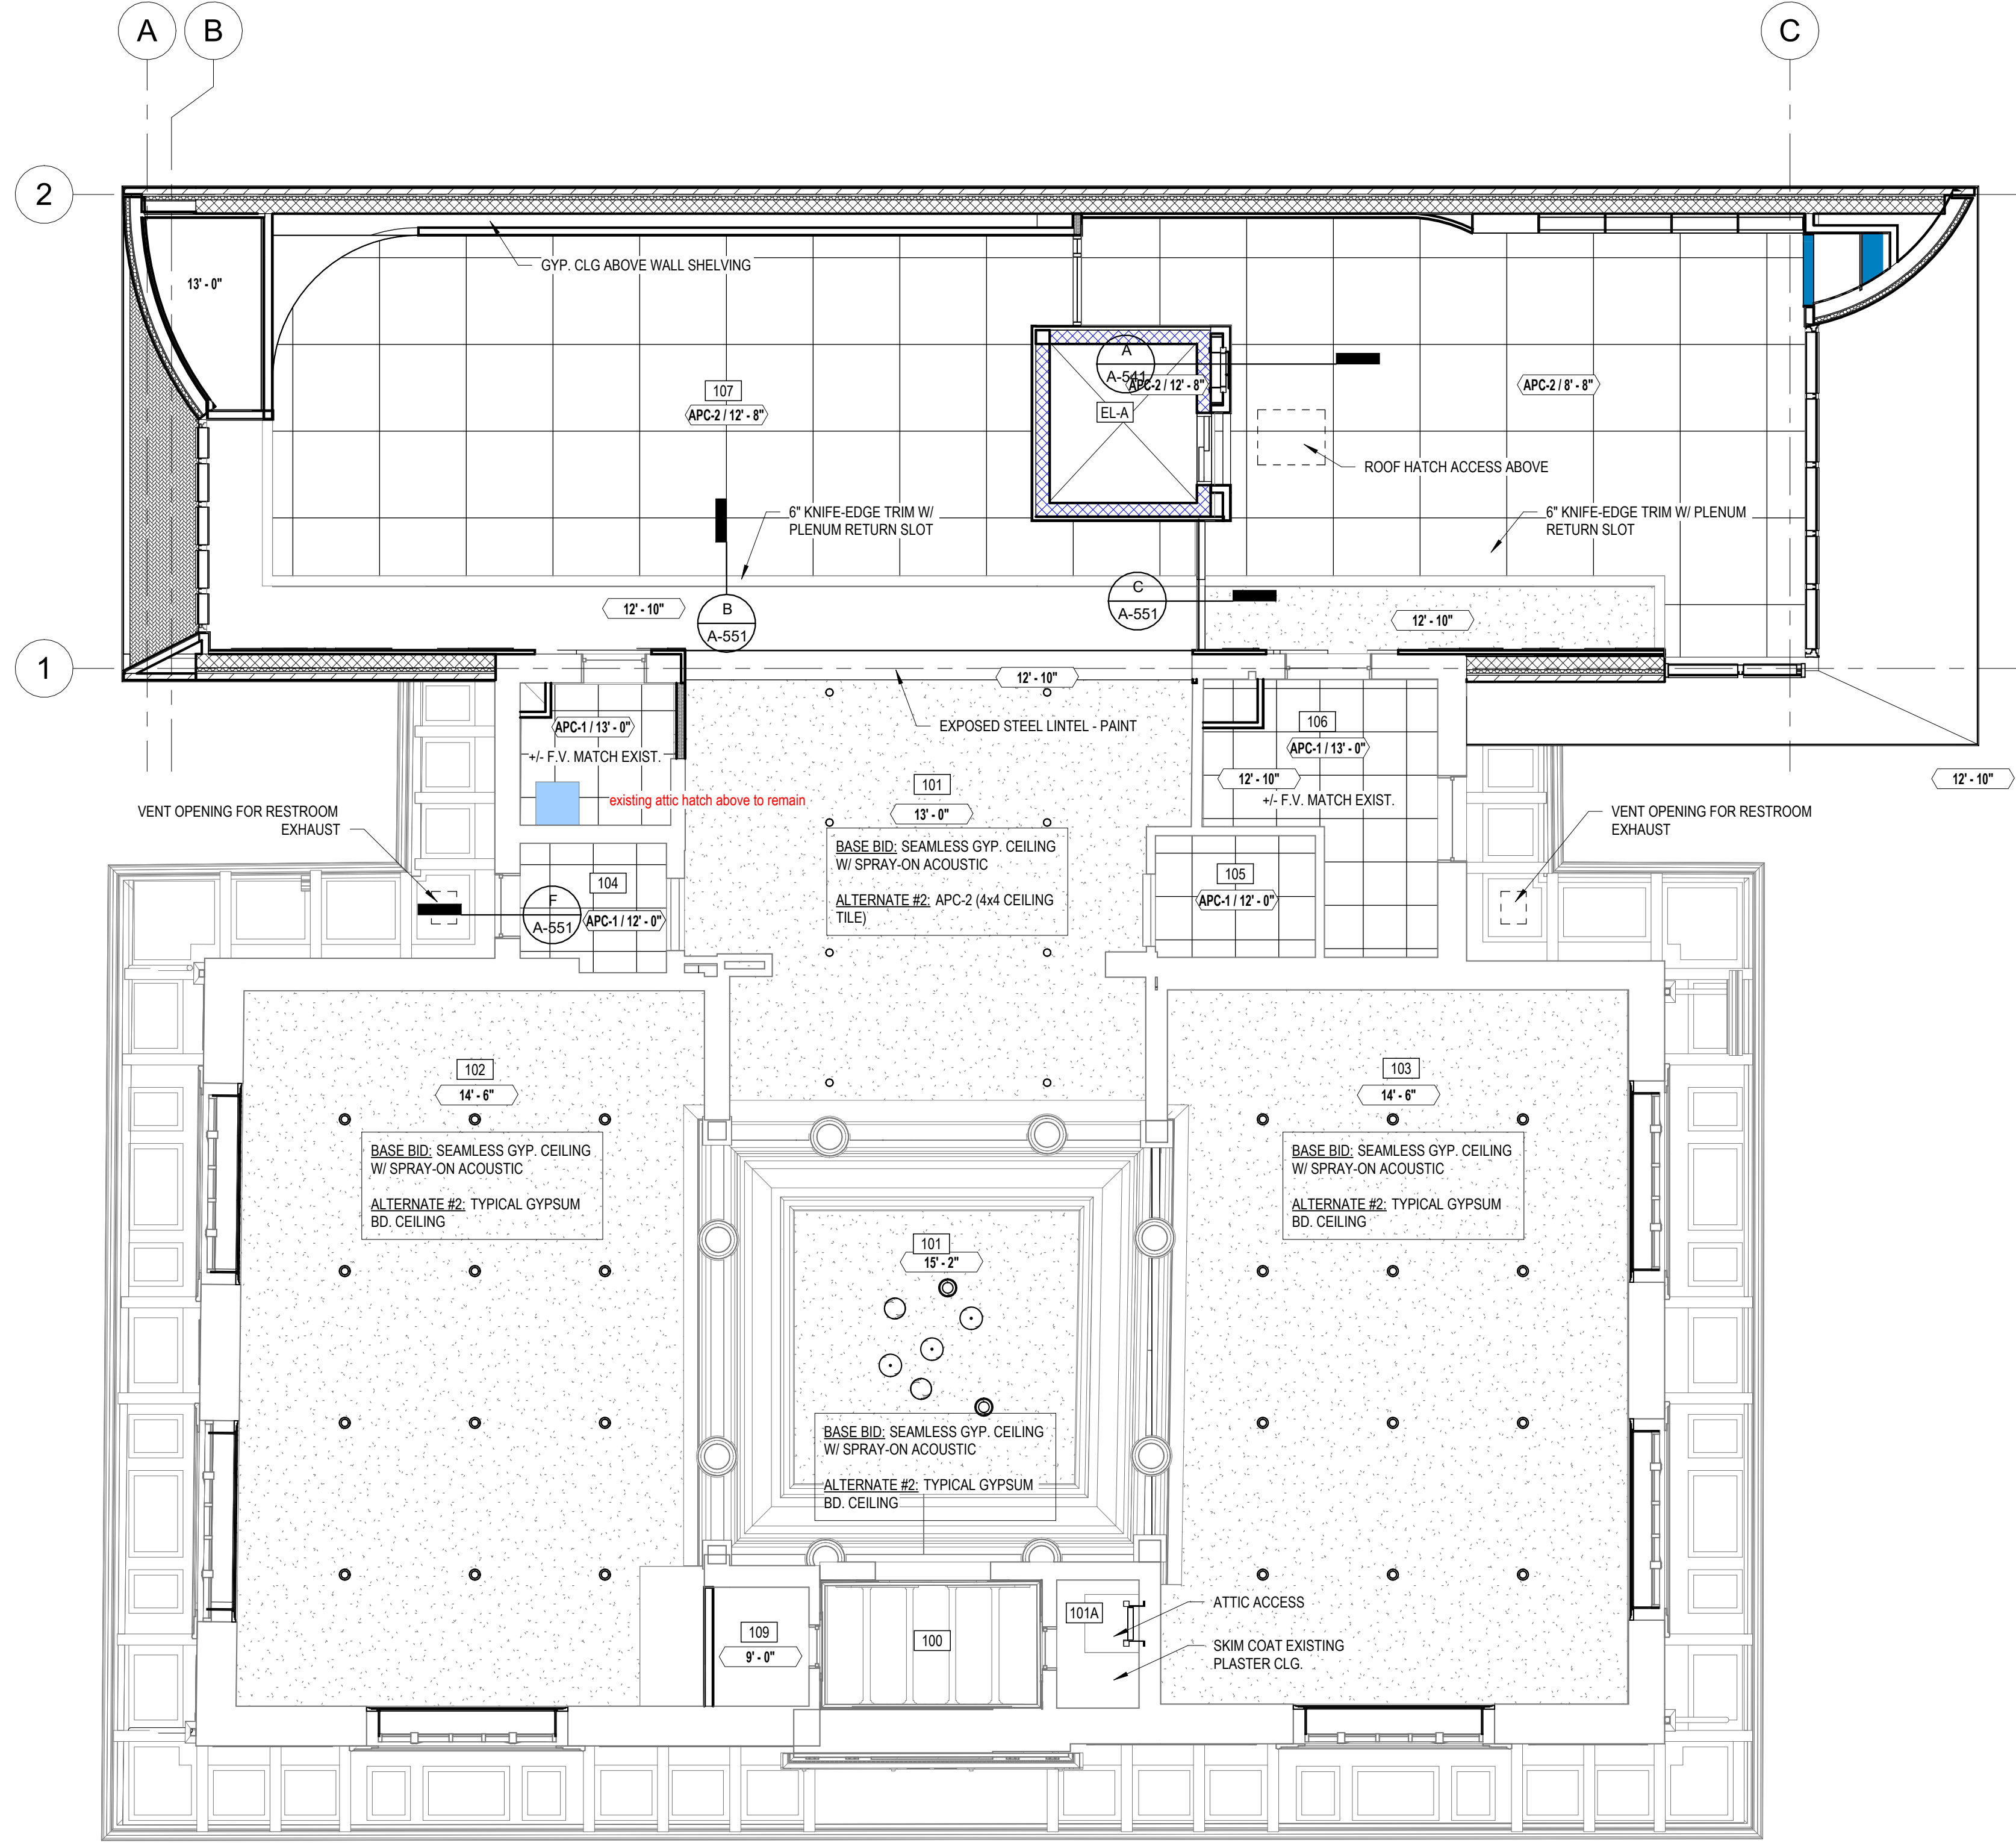 A
B
C
2
13' - 0"
GYP. CLG ABOVE WALL SHELVING
107
APC-2 / 12' - 8"
A
A-541
APC-2 / 12' - 8"
EL-A
APC-2 / 8' - 8"
ROOF HATCH ACCESS ABOVE
6" KNIFE-EDGE TRIM W/
PLENUM RETURN SLOT
6" KNIFE-EDGE TRIM W/ PLENUM
RETURN SLOT
12' - 10"
B
A-551
C
A-551
12' - 10"
1
12' - 10"
EXPOSED STEEL LINTEL - PAINT
APC-1 / 13' - 0"
+/- F.V. MATCH EXIST.
existing attic hatch above to remain
106
APC-1 / 13' - 0"
12' - 10"
+/- F.V. MATCH EXIST.
12' - 10"
101
13' - 0"
BASE BID: SEAMLESS GYP. CEILING
W/ SPRAY-ON ACOUSTIC
ALTERNATE #2: APC-2 (4x4 CEILING
TILE)
VENT OPENING FOR RESTROOM
EXHAUST
VENT OPENING FOR RESTROOM
EXHAUST
104
F
A-551
APC-1 / 12' - 0"
105
APC-1 / 12' - 0"
102
14' - 6"
BASE BID: SEAMLESS GYP. CEILING
W/ SPRAY-ON ACOUSTIC
ALTERNATE #2: TYPICAL GYPSUM
BD. CEILING
103
14' - 6"
BASE BID: SEAMLESS GYP. CEILING
W/ SPRAY-ON ACOUSTIC
ALTERNATE #2: TYPICAL GYPSUM
BD. CEILING
101
15' - 2"
BASE BID: SEAMLESS GYP. CEILING
W/ SPRAY-ON ACOUSTIC
ALTERNATE #2: TYPICAL GYPSUM
BD. CEILING
109
9' - 0"
100
101A
ATTIC ACCESS
SKIM COAT EXISTING
PLASTER CLG.